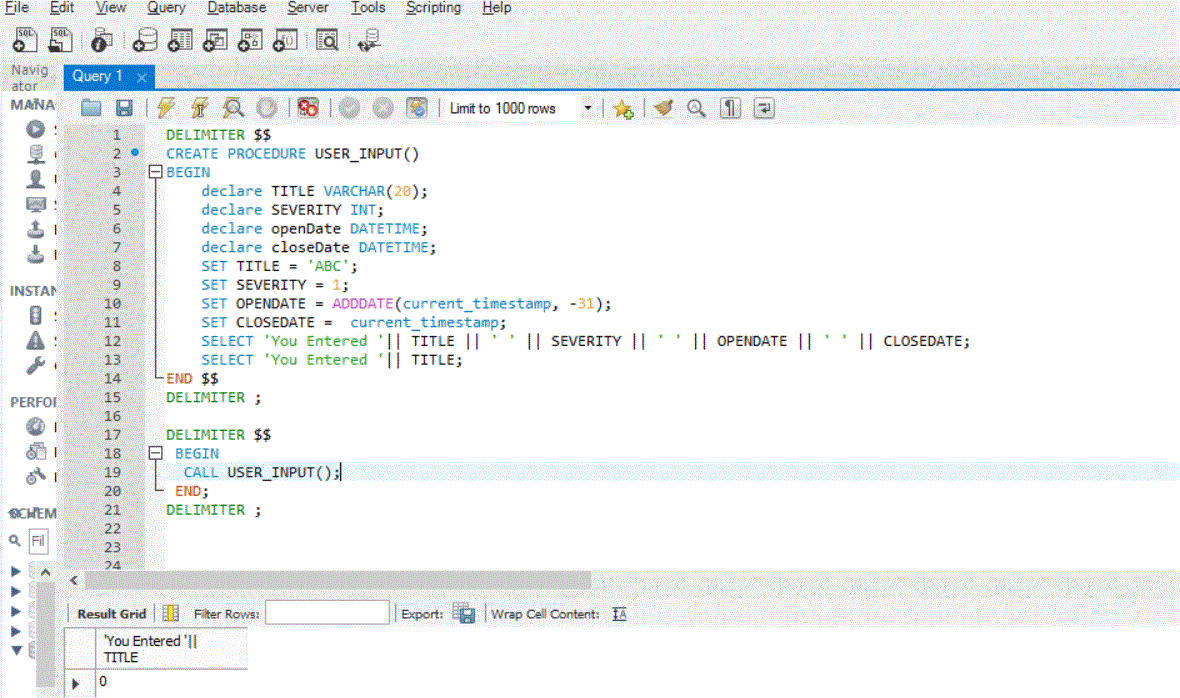 File Edit View Query Database Server Tools Scripting Help
Navig
ator
Query 1 ×
MANA
Limit to 1000 rows
1 DELIMITER $$
2 CREATE PROCEDURE USER_INPUT()
3 BEGIN
4 declare TITLE VARCHAR(20);
5 declare SEVERITY INT;
6 declare openDate DATETIME;
7 declare closeDate DATETIME;
8 SET TITLE = 'ABC';
9 SET SEVERITY = 1;
10 SET OPENDATE = ADDDATE(current_timestamp, -31);
11 SET CLOSEDATE =  current_timestamp;
12 SELECT 'You Entered '|| TITLE || ' ' || SEVERITY || ' ' || OPENDATE || ' ' || CLOSEDATE;
13 SELECT 'You Entered '|| TITLE;
14 END $$
15 DELIMITER ;
16
17 DELIMITER $$
18 BEGIN
19 CALL USER_INPUT();
20 END;
21 DELIMITER ;
22
23
24
INSTAN
PERFO
SCHEM
Fil
Result Grid Filter Rows: Export: Wrap Cell Content:
'You Entered '||
TITLE
0